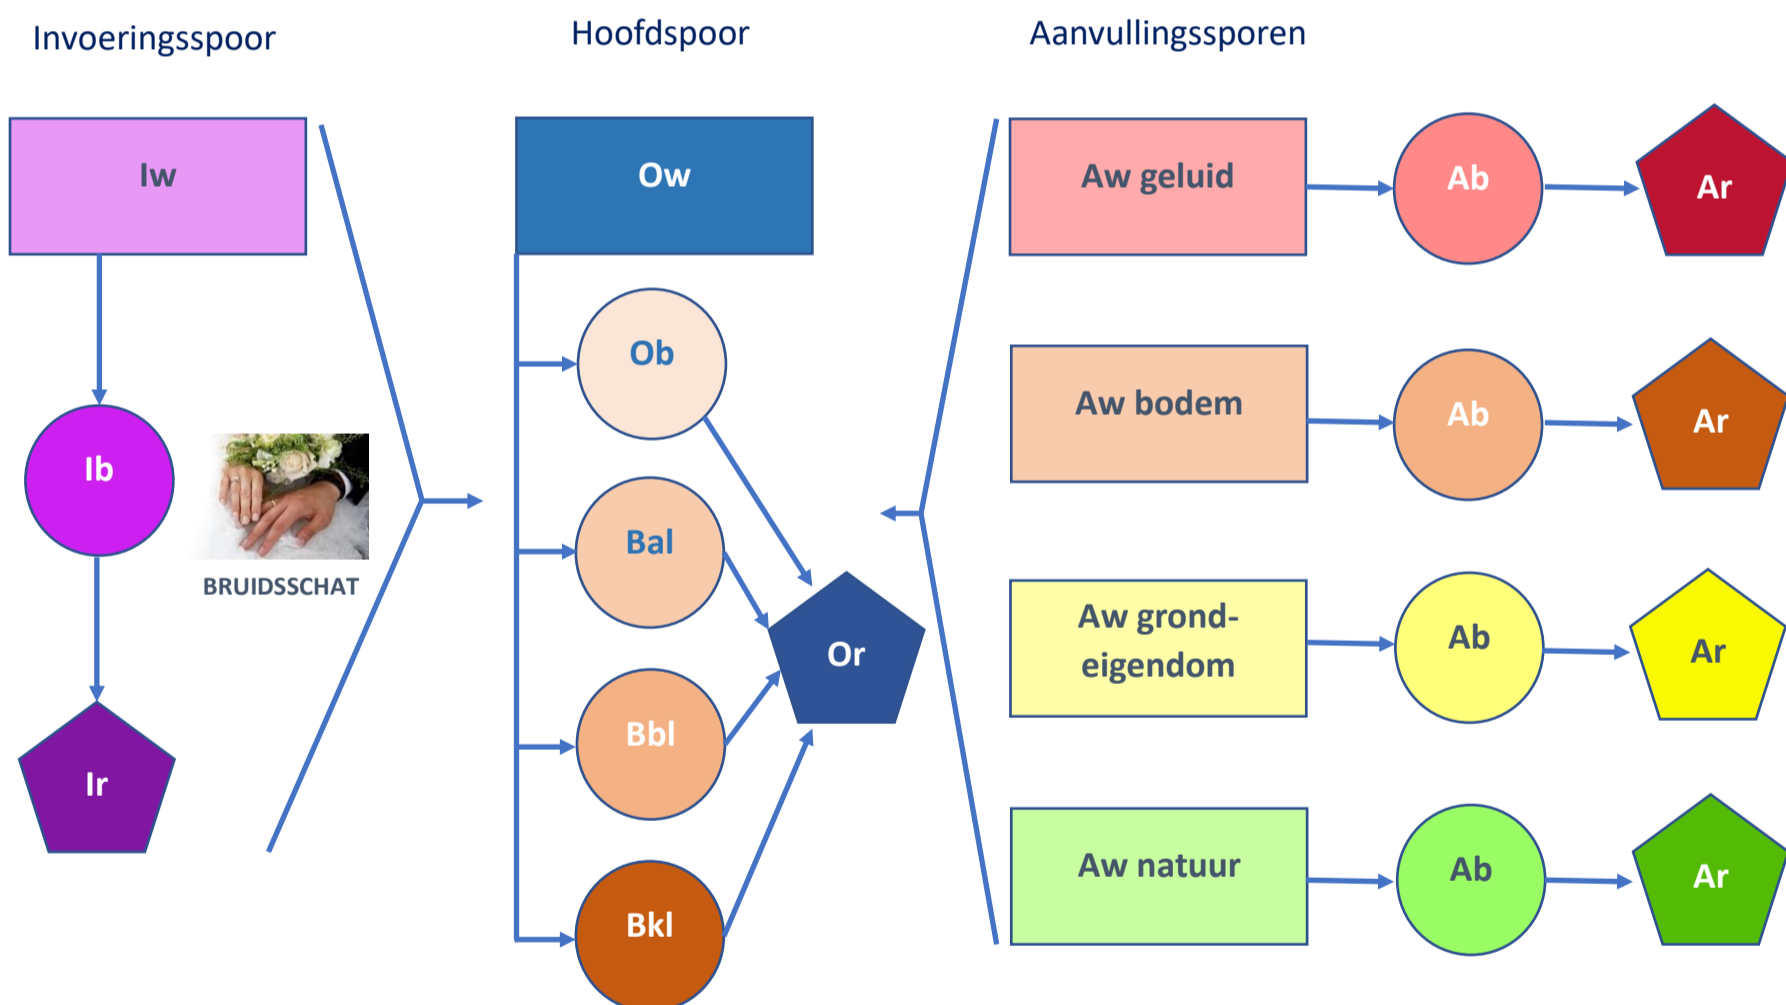 Invoeringsspoor
Hoofdspoor
Aanvullingssporen
Iw
Ib
BRUIDSSCHAT
Ir
Ow
Ob
Bal
Bbl
Bkl
Or
Aw geluid
Ab
Ar
Aw bodem
Ab
Ar
Aw grond-
eigendom
Ab
Ar
Aw natuur
Ab
Ar